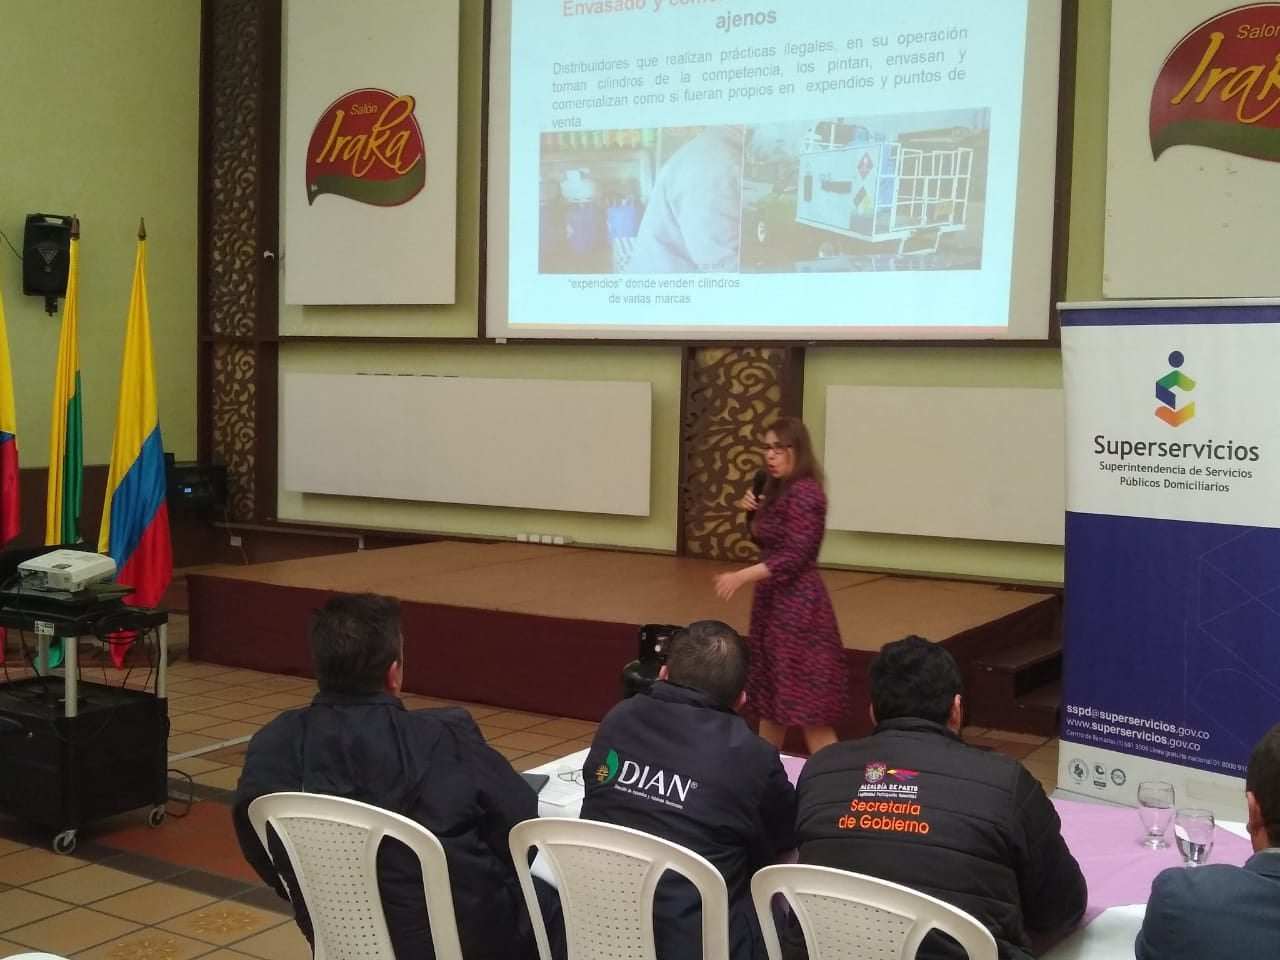 Envasado y
ajenos
Distribuidores que realizan prácticas ilegales, en su operación
toman cilindros de la competencia, los pintan, envasan y
comercializan como si fueran propios en expendios y puntos de
venta.
"expendios" donde venden cilindros
de varias marcas
Salón
Iraka
Salón
Superservicios
Superintendencia de Servicios
Públicos Domiciliarios
sspd@superservicios.gov.co
www.superservicios.gov.co
DIAN
ALCALDÍA DE PASTO
Secretaría
de Gobierno